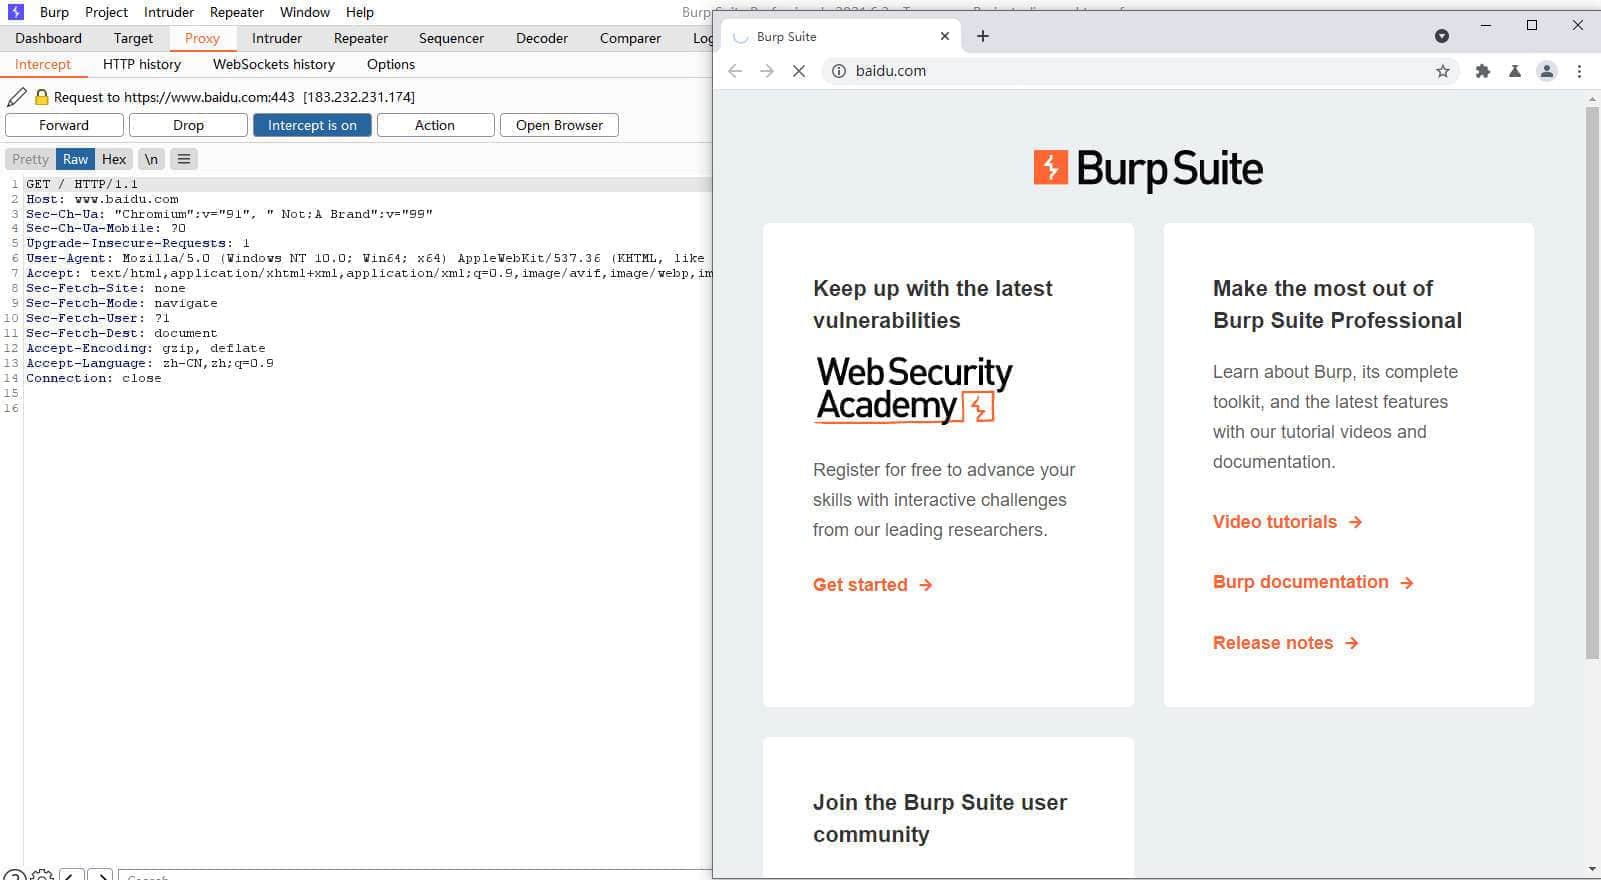 Burp Project Intruder Repeater Window Help
Dashboard Target Proxy Intruder Repeater Sequencer Decoder Comparer
Intercept HTTP history WebSockets history Options
Request to https://www.baidu.com:443 [183.232.231.174]
Forward Drop Intercept is on Action Open Browser
Pretty Raw Hex \n ≡
1 GET / HTTP/1.1
2 Host: www.baidu.com
3 Sec-Ch-Ua: "Chromium";v="91", " Not;A Brand";v="99"
4 Sec-Ch-Ua-Mobile: ?0
5 Upgrade-Insecure-Requests: 1
6 User-Agent: Mozilla/5.0 (Windows NT 10.0; Win64; x64) AppleWebKit/537.36 (KHTML, like
7 Accept: text/html,application/xhtml+xml,application/xml;q=0.9,image/avif,image/webp,im
8 Sec-Fetch-Site: none
9 Sec-Fetch-Mode: navigate
10 Sec-Fetch-User: ?1
11 Sec-Fetch-Dest: document
12 Accept-Encoding: gzip, deflate
13 Accept-Language: zh-CN,zh;q=0.9
14 Connection: close
15
16
Burp Suite
baidu.com
Burp Suite
Keep up with the latest
vulnerabilities
Web Security
Academy
Register for free to advance your
skills with interactive challenges
from our leading researchers.
Get started →
Make the most out of
Burp Suite Professional
Learn about Burp, its complete
toolkit, and the latest features
with our tutorial videos and
documentation.
Video tutorials →
Burp documentation →
Release notes →
Join the Burp Suite user
community